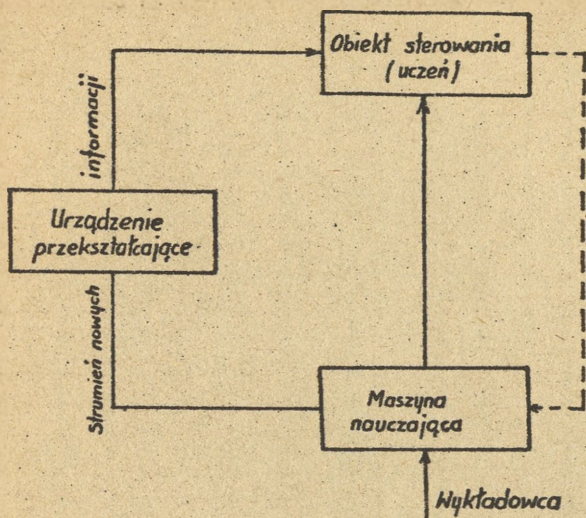 Obiekt sterowania
(uczeń)
informacji
Urządzenie
przekształcające
Strumień nowych
Maszyna
nauczająca
Wykładowca